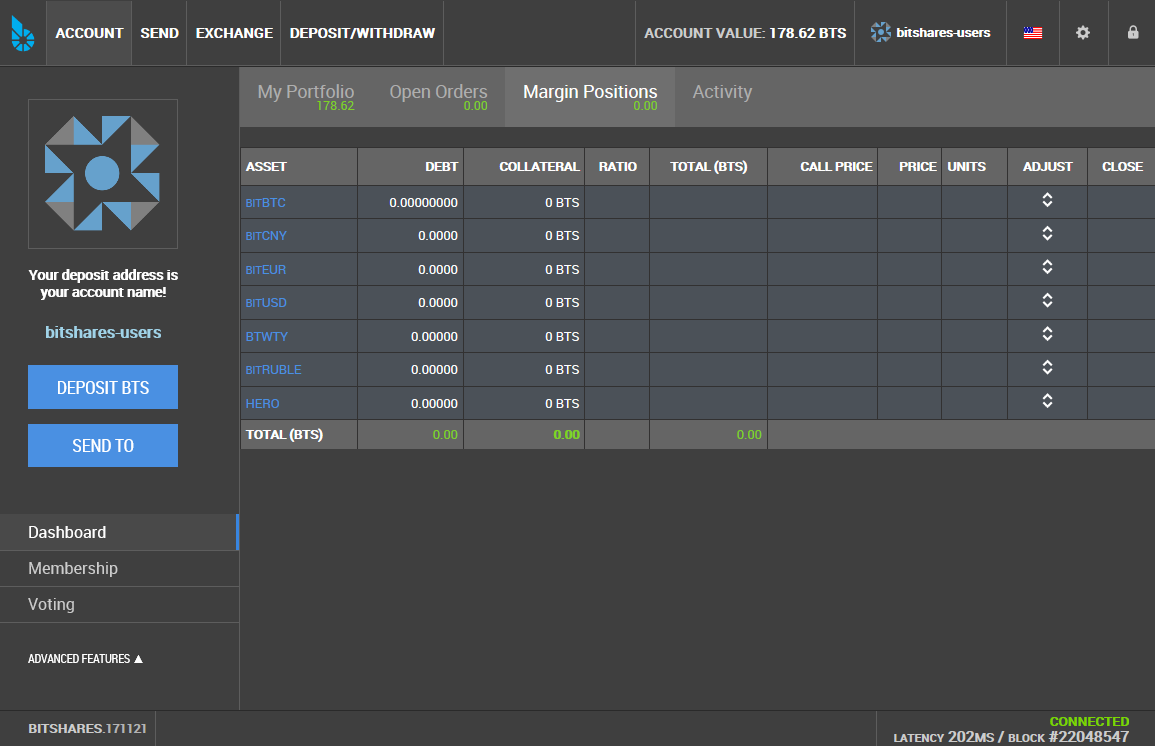 ACCOUNT SEND EXCHANGE DEPOSIT/WITHDRAW ACCOUNT VALUE: 178.62 BTS bitshares-users
My Portfolio Open Orders Margin Positions Activity
178.62 0.00 0.00
Your deposit address is
your account name!
bitshares-users
DEPOSIT BTS
SEND TO
Dashboard
Membership
Voting
ADVANCED FEATURES ▲
ASSET DEBT COLLATERAL RATIO TOTAL (BTS) CALL PRICE PRICE UNITS ADJUST CLOSE
BITBTC 0.00000000 0 BTS
BITCNY 0.0000 0 BTS
BITEUR 0.0000 0 BTS
BITUSD 0.0000 0 BTS
BTWTY 0.00000 0 BTS
BITRUBLE 0.00000 0 BTS
HERO 0.00000 0 BTS
TOTAL (BTS) 0.00 0.00 0.00
BITSHARES.171121
CONNECTED
LATENCY 202MS / BLOCK #22048547